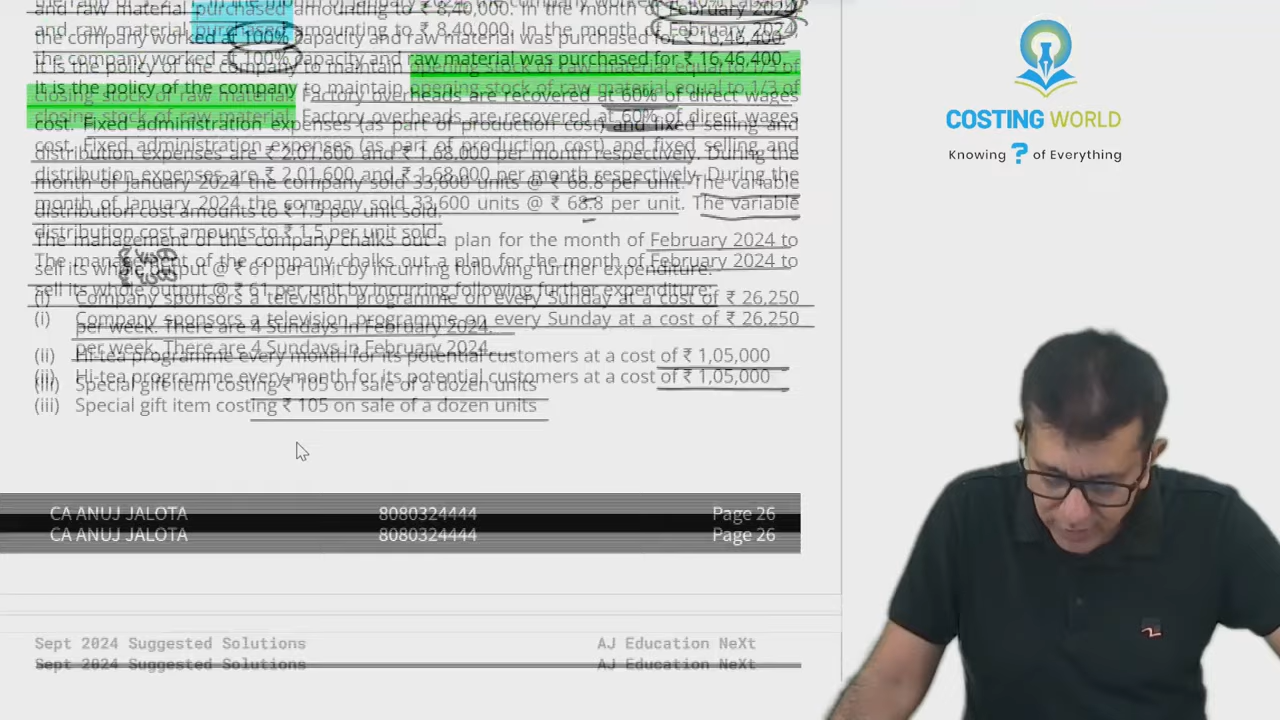 and raw material purchased amounting to ₹ 8,40,000. In the month of February 2024,
the company worked at 100% capacity and raw material was purchased for ₹ 16,46,400.
It is the policy of the company to maintain opening stock of raw material equal to 1/3 of
closing stock of raw material. Factory overheads are recovered at 60% of direct wages
cost. Fixed administration expenses (as part of production cost) and fixed selling and
distribution expenses are ₹ 2,01,600 and ₹ 1,68,000 per month respectively. During the
month of January 2024 the company sold 33,600 units @ ₹ 68.8 per unit. The variable
distribution cost amounts to ₹ 1.5 per unit sold.
The management of the company chalks out a plan for the month of February 2024 to
sell its whole output @ ₹ 61 per unit by incurring following further expenditure:
(i) Company sponsors a television programme on every Sunday at a cost of ₹ 26,250
per week. There are 4 Sundays in February 2024.
(ii) Hi-tea programme every month for its potential customers at a cost of ₹ 1,05,000
(iii) Special gift item costing ₹ 105 on sale of a dozen units
CA ANUJ JALOTA 8080324444 Page 26
Sept 2024 Suggested Solutions AJ Education NeXt
COSTING WORLD
Knowing ? of Everything